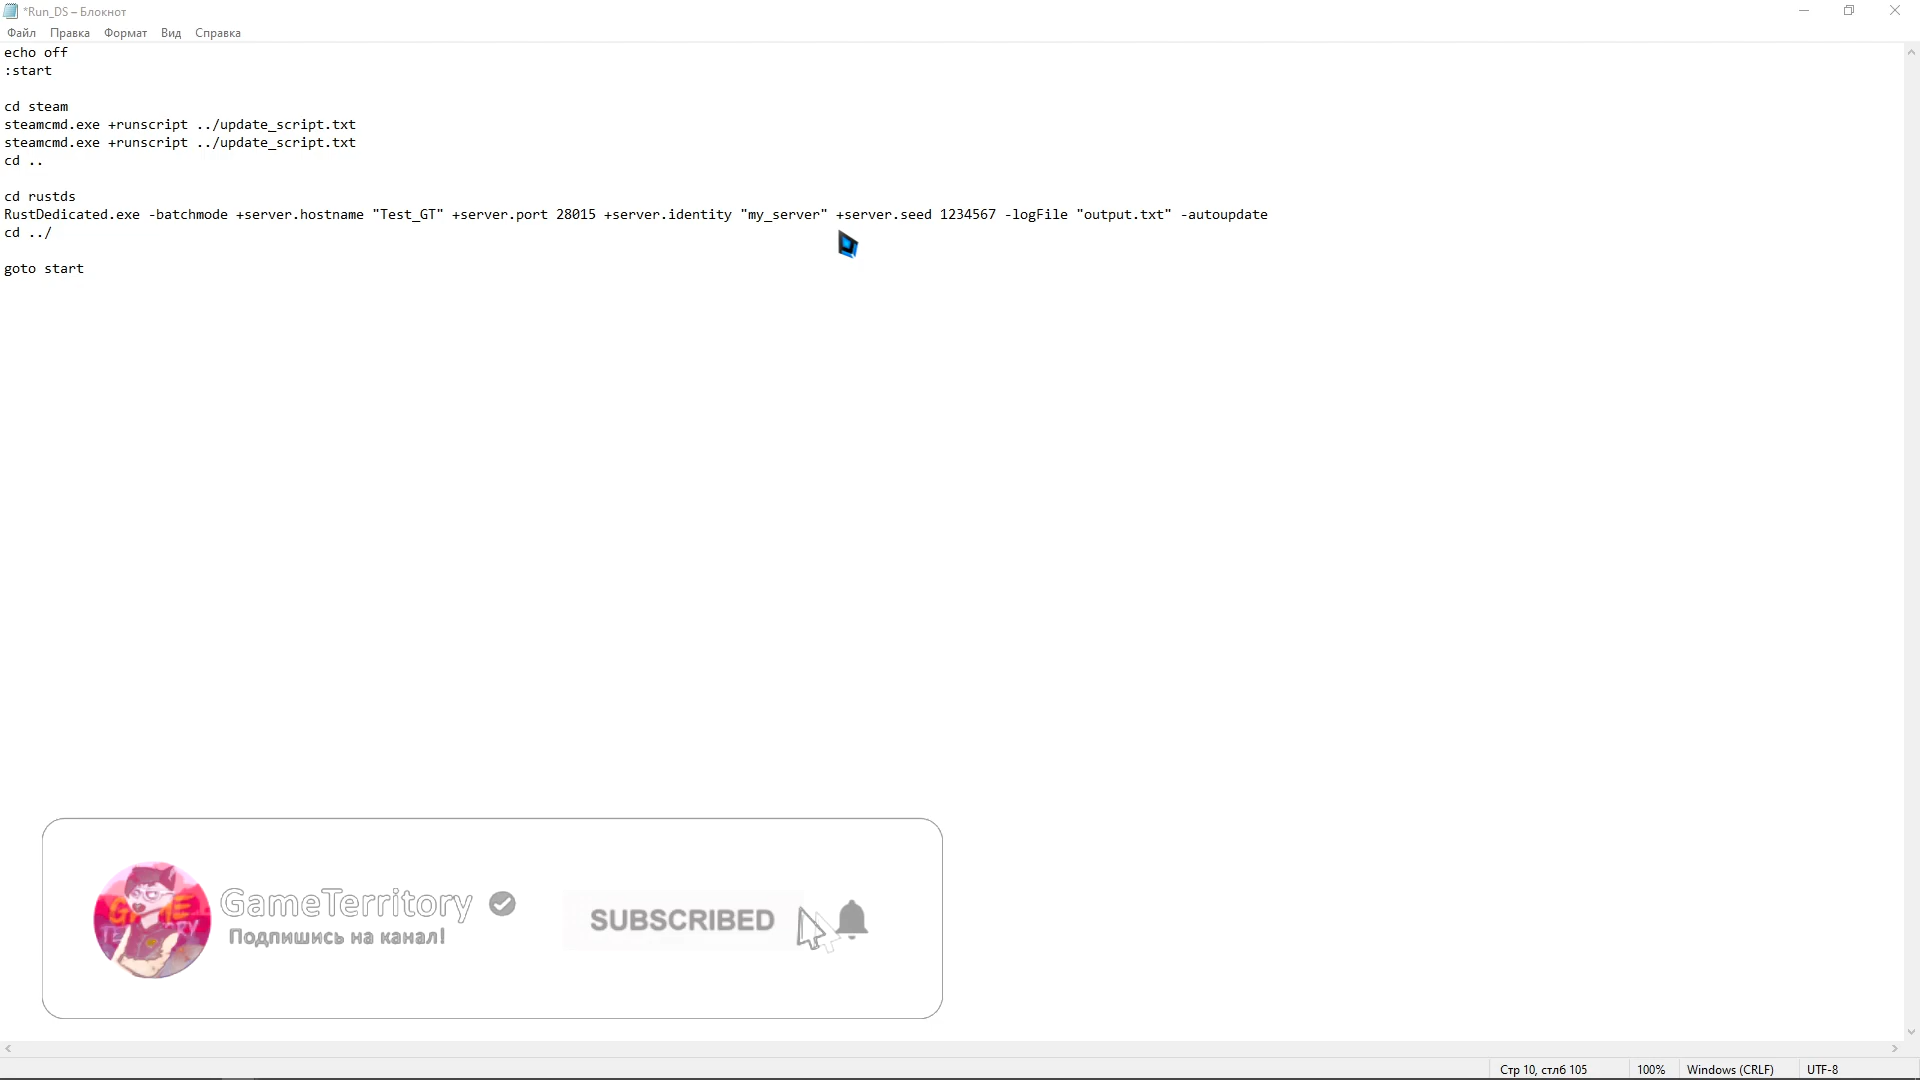 *Run_DS – Блокнот
Файл Правка Формат Вид Справка
echo off
:start
cd steam
steamcmd.exe +runscript ../update_script.txt
steamcmd.exe +runscript ../update_script.txt
cd ..
cd rustds
RustDedicated.exe -batchmode +server.hostname "Test_GT" +server.port 28015 +server.identity "my_server" +server.seed 1234567 -logFile "output.txt" -autoupdate
cd ../
goto start
GameTerritory
Подпишись на канал!
SUBSCRIBED
Стр 10, стлб 105 100% Windows (CRLF) UTF-8